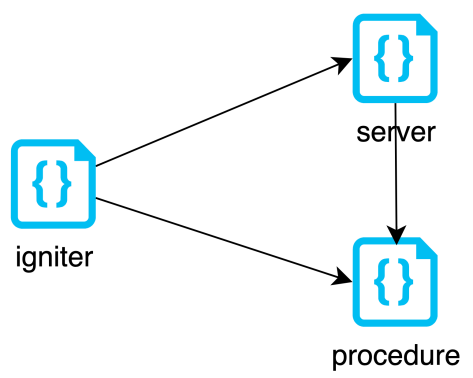 {}
server
{}
igniter
{}
procedure